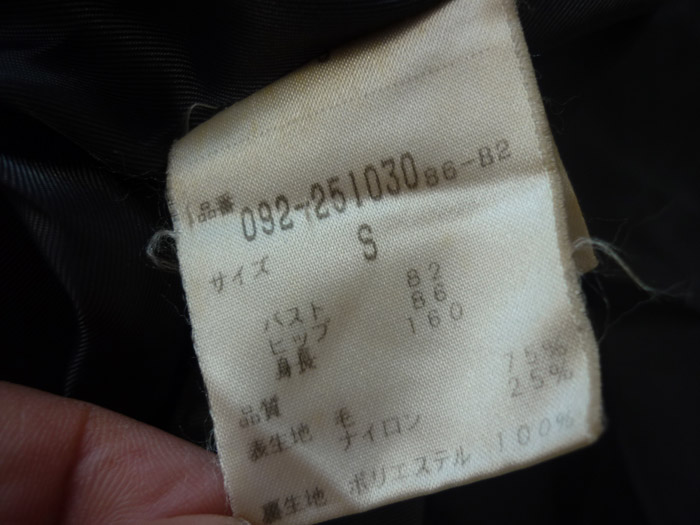 品番 092-251030 86-B2
サイズ S
バスト 82
ヒップ 86
身長 160
品質
表生地 毛 75%
ナイロン 25%
裏生地 ポリエステル 100%